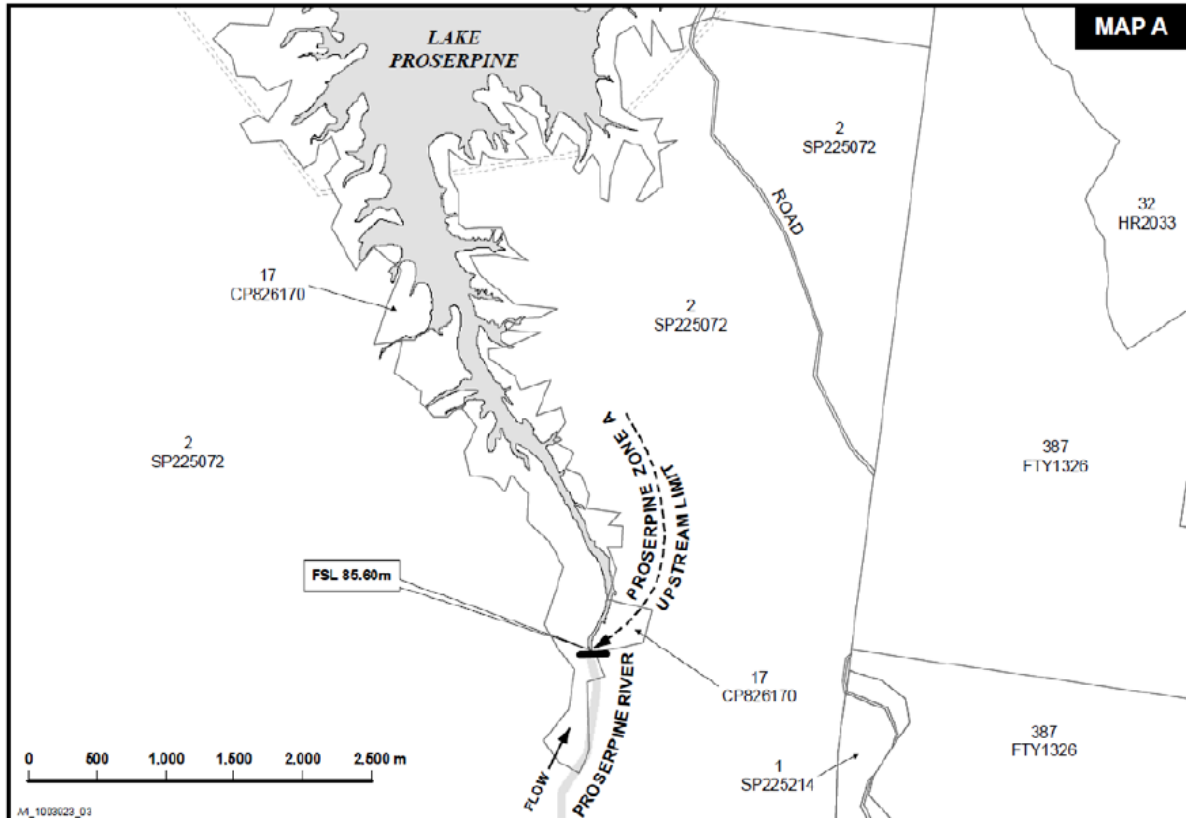 MAP A
LAKE
PROSERPINE
2
SP225072
ROAD
32
HR2033
17
CP826170
2
SP225072
2
SP225072
387
FTY1326
PROSERPINE ZONE A
UPSTREAM LIMIT
FSL 85.60m
17
CP826170
PROSERPINE RIVER
387
FTY1326
1
SP225214
FLOW
0 500 1,000 1,500 2,000 2,500 m